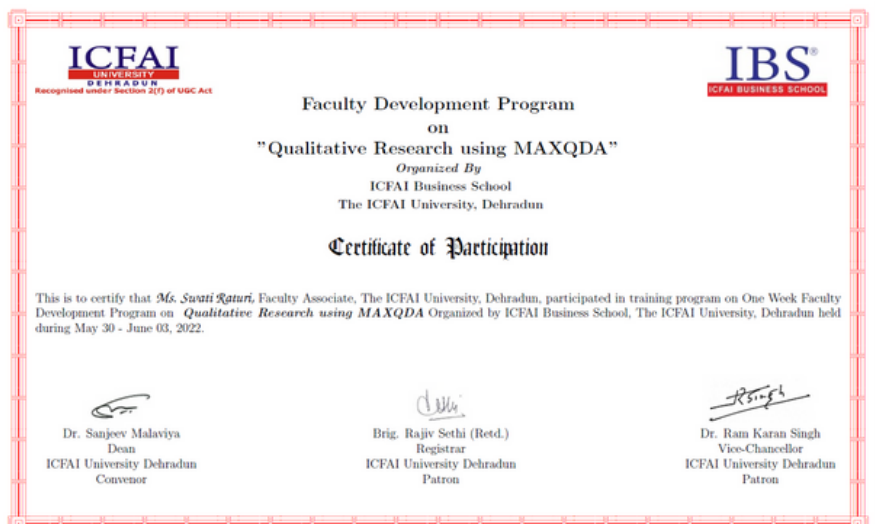 ICFAI
UNIVERSITY
DEHRADUN
Recognised under Section 2(f) of UGC Act
IBS®
ICFAI BUSINESS SCHOOL
Faculty Development Program
on
"Qualitative Research using MAXQDA"
Organized By
ICFAI Business School
The ICFAI University, Dehradun
Certificate of Participation
This is to certify that Ms. Swati Raturi, Faculty Associate, The ICFAI University, Dehradun, participated in training program on One Week Faculty
Development Program on Qualitative Research using MAXQDA Organized by ICFAI Business School, The ICFAI University, Dehradun held
during May 30 - June 03, 2022.
Sethi
RSingh
Dr. Sanjeev Malaviya
Dean
ICFAI University Dehradun
Convenor
Brig. Rajiv Sethi (Retd.)
Registrar
ICFAI University Dehradun
Patron
Dr. Ram Karan Singh
Vice-Chancellor
ICFAI University Dehradun
Patron